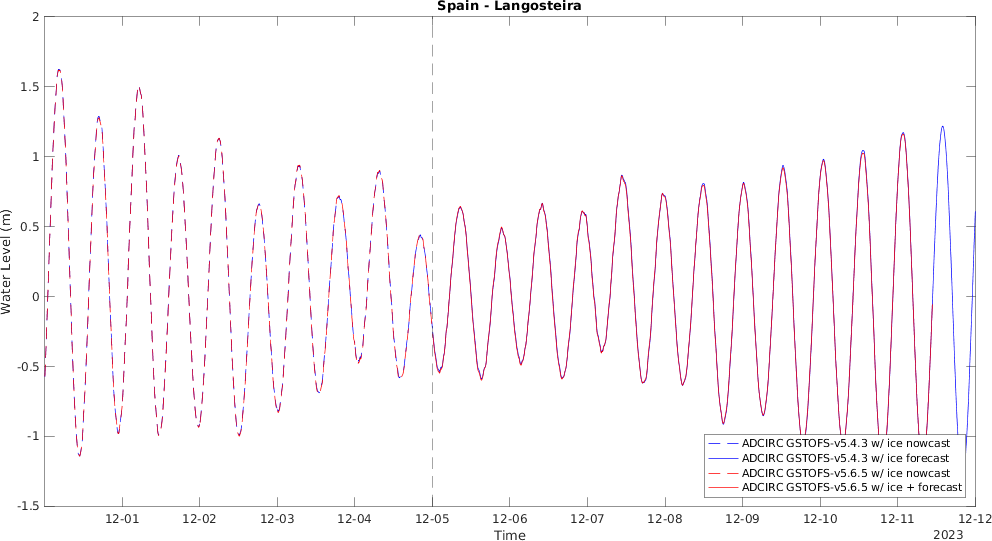 Spain - Langosteira
2
1.5
1
0.5
0
-0.5
-1
-1.5
Water Level (m)
ADCIRC GSTOFS-v5.4.3 w/ ice nowcast
ADCIRC GSTOFS-v5.4.3 w/ ice forecast
ADCIRC GSTOFS-v5.6.5 w/ ice nowcast
ADCIRC GSTOFS-v5.6.5 w/ ice + forecast
12-01 12-02 12-03 12-04 12-05 12-06 12-07 12-08 12-09 12-10 12-11 12-12
Time
2023